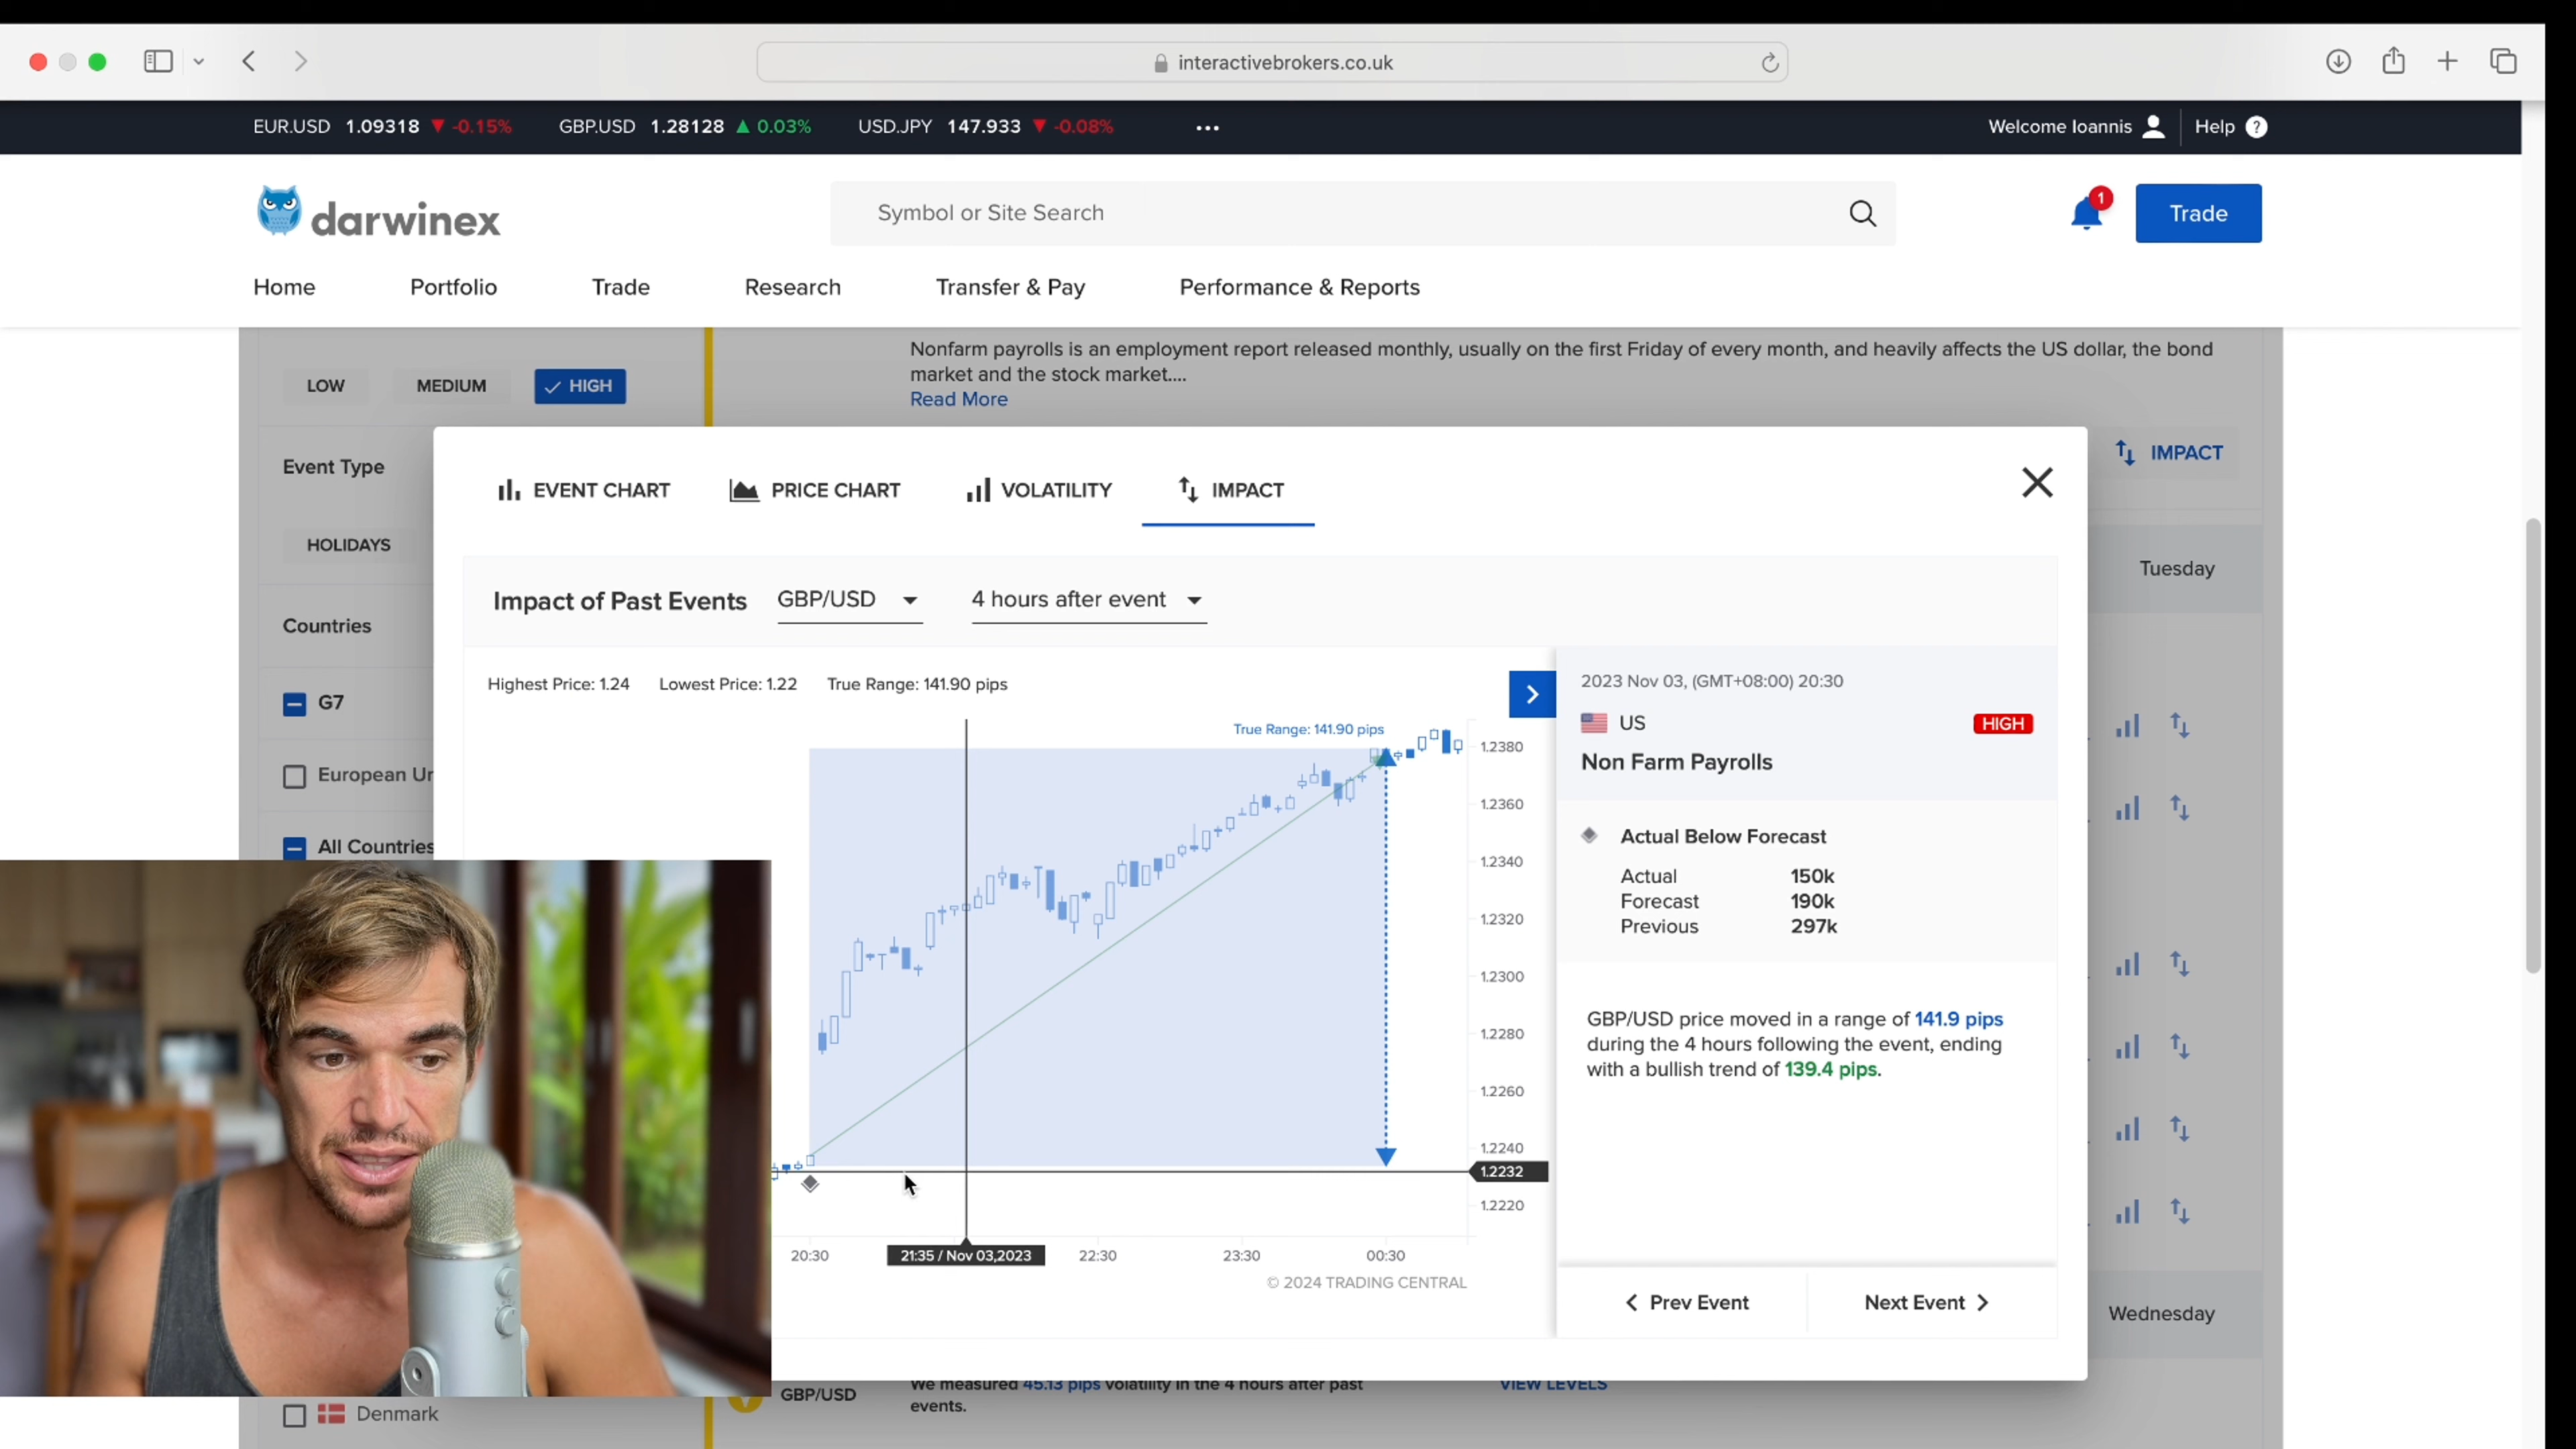 interactivebrokers.co.uk
EUR.USD 1.09318 ▼ -0.15% GBP.USD 1.28128 ▲ 0.03% USD.JPY 147.933 ▼ -0.08% ...
Welcome Ioannis Help ?
darwinex
Symbol or Site Search
1
Trade
Home Portfolio Trade Research Transfer & Pay Performance & Reports
Nonfarm payrolls is an employment report released monthly, usually on the first Friday of every month, and heavily affects the US dollar, the bond
market and the stock market....
Read More
LOW MEDIUM HIGH
Event Type
HOLIDAYS
Countries
G7
European Un
All Countries
Denmark
IMPACT
Tuesday
Wednesday
EVENT CHART PRICE CHART VOLATILITY IMPACT
Impact of Past Events GBP/USD 4 hours after event
Highest Price: 1.24 Lowest Price: 1.22 True Range: 141.90 pips
True Range: 141.90 pips
1.2380
1.2360
1.2340
1.2320
1.2300
1.2280
1.2260
1.2240
1.2232
1.2220
20:30 21:35 / Nov 03,2023 22:30 23:30 00:30
© 2024 TRADING CENTRAL
2023 Nov 03, (GMT+08:00) 20:30
US HIGH
Non Farm Payrolls
Actual Below Forecast
Actual 150k
Forecast 190k
Previous 297k
GBP/USD price moved in a range of 141.9 pips
during the 4 hours following the event, ending
with a bullish trend of 139.4 pips.
Prev Event Next Event
GBP/USD
We measured 45.13 pips volatility in the 4 hours after past
events.
VIEW LEVELS